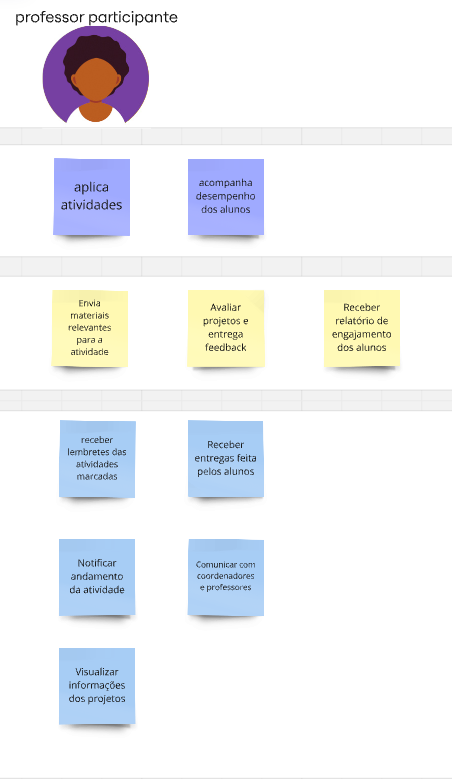 professor participante
aplica
atividades
acompanha
desempenho
dos alunos
Envia
materiais
relevantes
para a
atividade
Avaliar
projetos e
entrega
feedback
Receber
relatório de
engajamento
dos alunos
receber
lembretes das
atividades
marcadas
Receber
entregas feita
pelos alunos
Notificar
andamento
da atividade
Comunicar com
coordenadores
e professores
Visualizar
informações
dos projetos